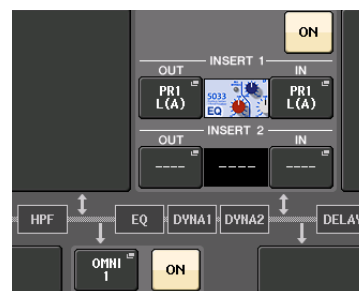 ON
INSERT 1
OUT IN
PR1 L(A)
5033 EQ
PR1 L(A)
INSERT 2
OUT IN
---- ---- ----
HPF EQ DYNA1 DYNA2 DELAY
OMNI 1
ON